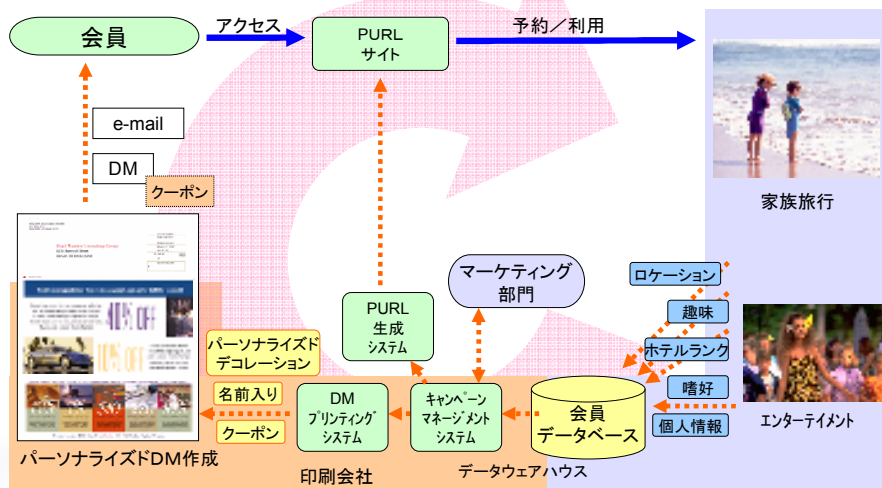 会員
アクセス
PURL
サイト
予約／利用
e-mail
DM
クーポン
家族旅行
マーケティング
部門
ロケーション
趣味
ホテルランク
嗜好
個人情報
エンターテイメント
PURL
生成
システム
パーソナライズド
デコレーション
名前入り
クーポン
DM
プリンティング
システム
キャンペーン
マネージメント
システム
会員
データベース
40% OFF
10% OFF
パーソナライズドDM作成
印刷会社
データウェアハウス